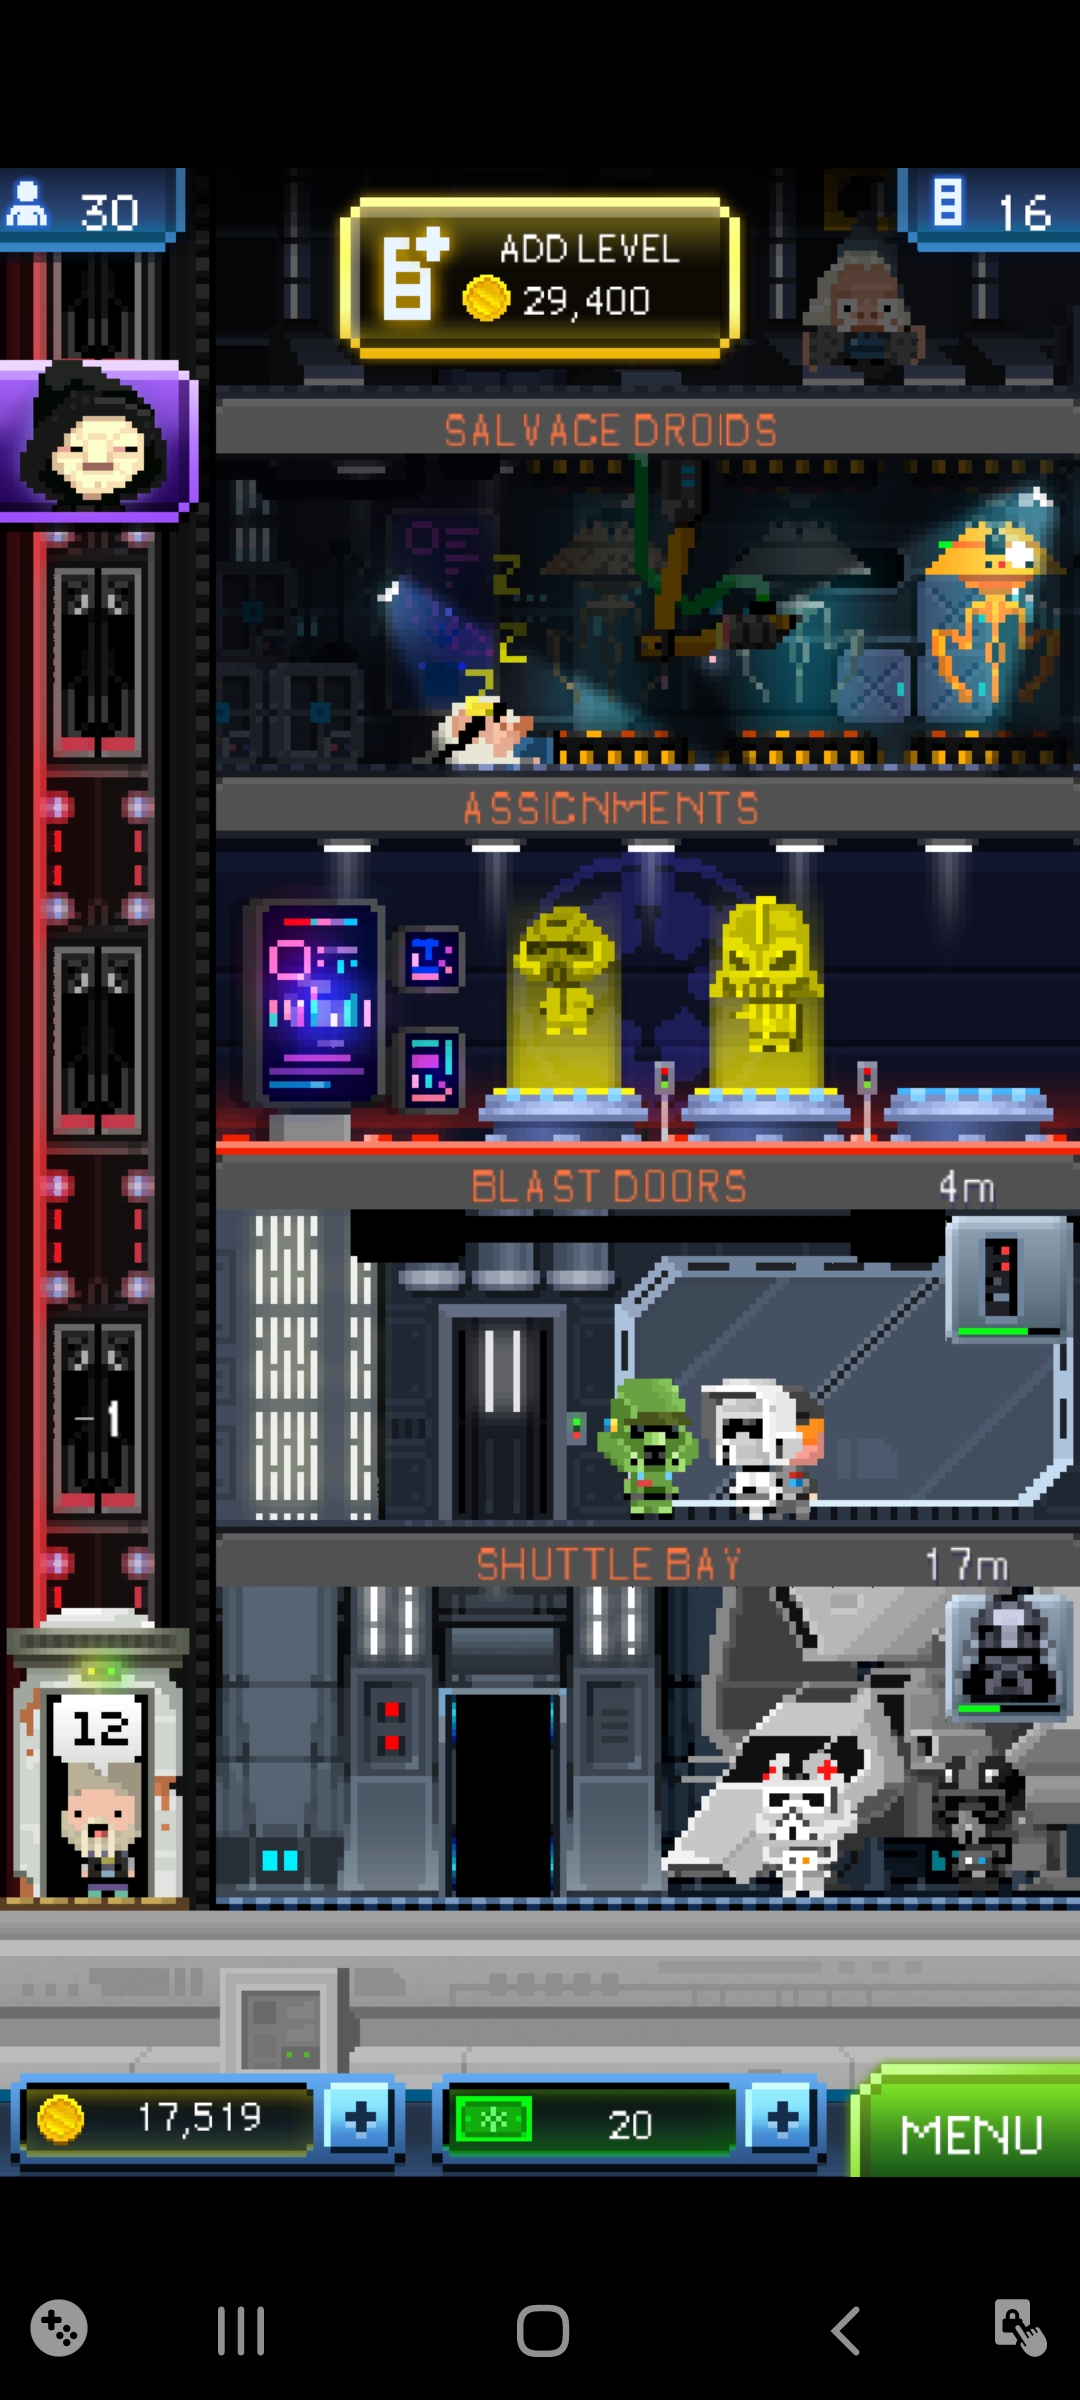 30
ADD LEVEL
29,400
16
SALVAGE DROIDS
Z
Z
Z
ASSIGNMENTS
BLAST DOORS 4m
-1
SHUTTLE BAY 17m
12
17,519
20
MENU